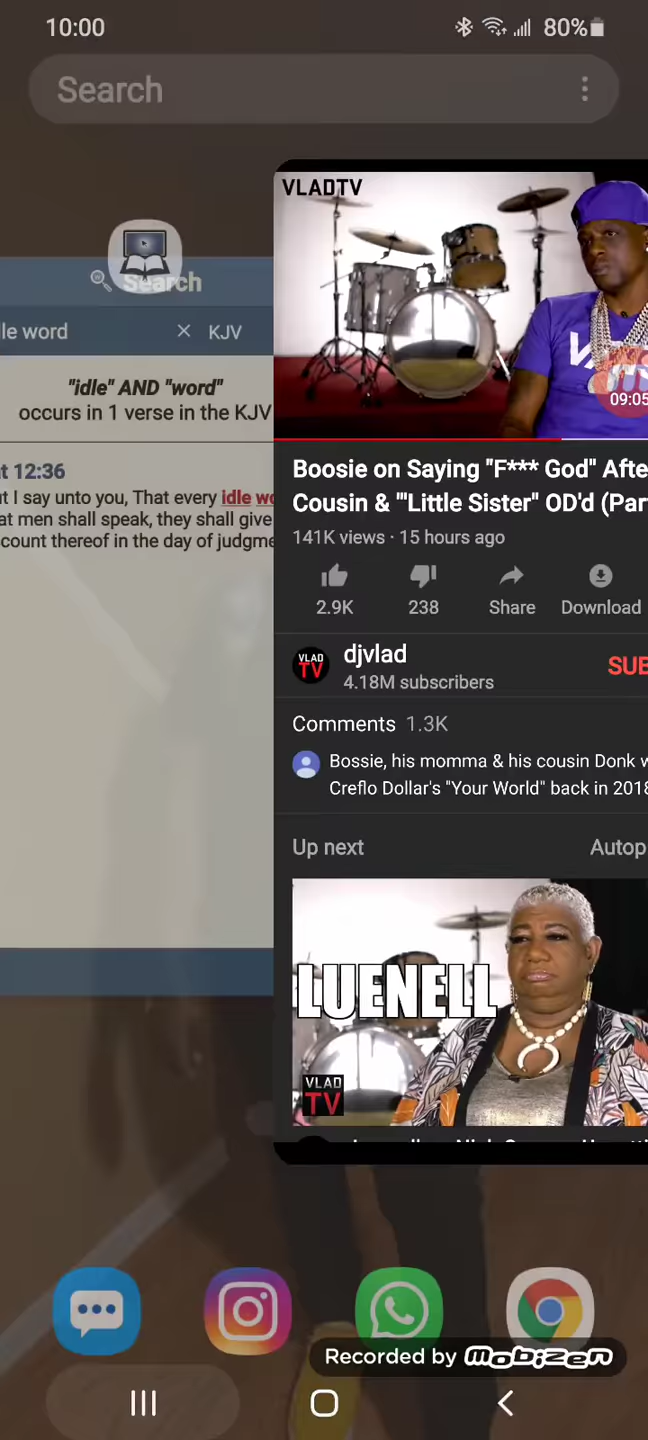 10:00
80%
Search
Search
le word
× KJV
"idle" AND "word"
occurs in 1 verse in the KJV
t 12:36
t I say unto you, That every idle wo
at men shall speak, they shall give
count thereof in the day of judgme
VLADTV
09:05
Boosie on Saying "F*** God" Afte
Cousin & "'Little Sister" OD'd (Par
141K views · 15 hours ago
2.9K
238
Share
Download
VLAD
TV
djvlad
SUB
4.18M subscribers
Comments 1.3K
Bossie, his momma & his cousin Donk w
Creflo Dollar's "Your World" back in 2018
Up next
Autop
LUENELL
VLAD
TV
Recorded by mobizen